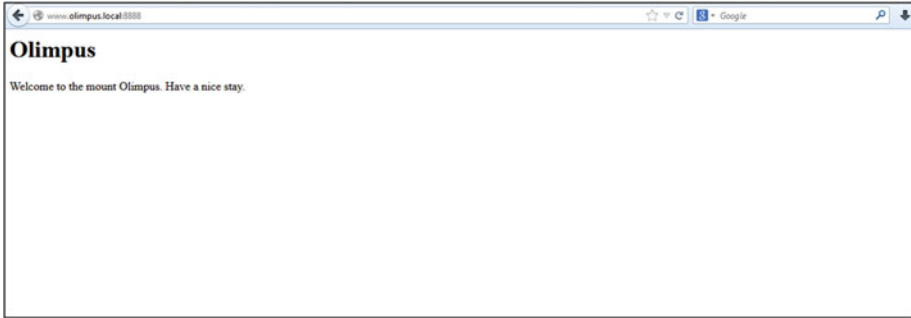 www.olimpus.local:8888
Google
Olimpus
Welcome to the mount Olimpus. Have a nice stay.